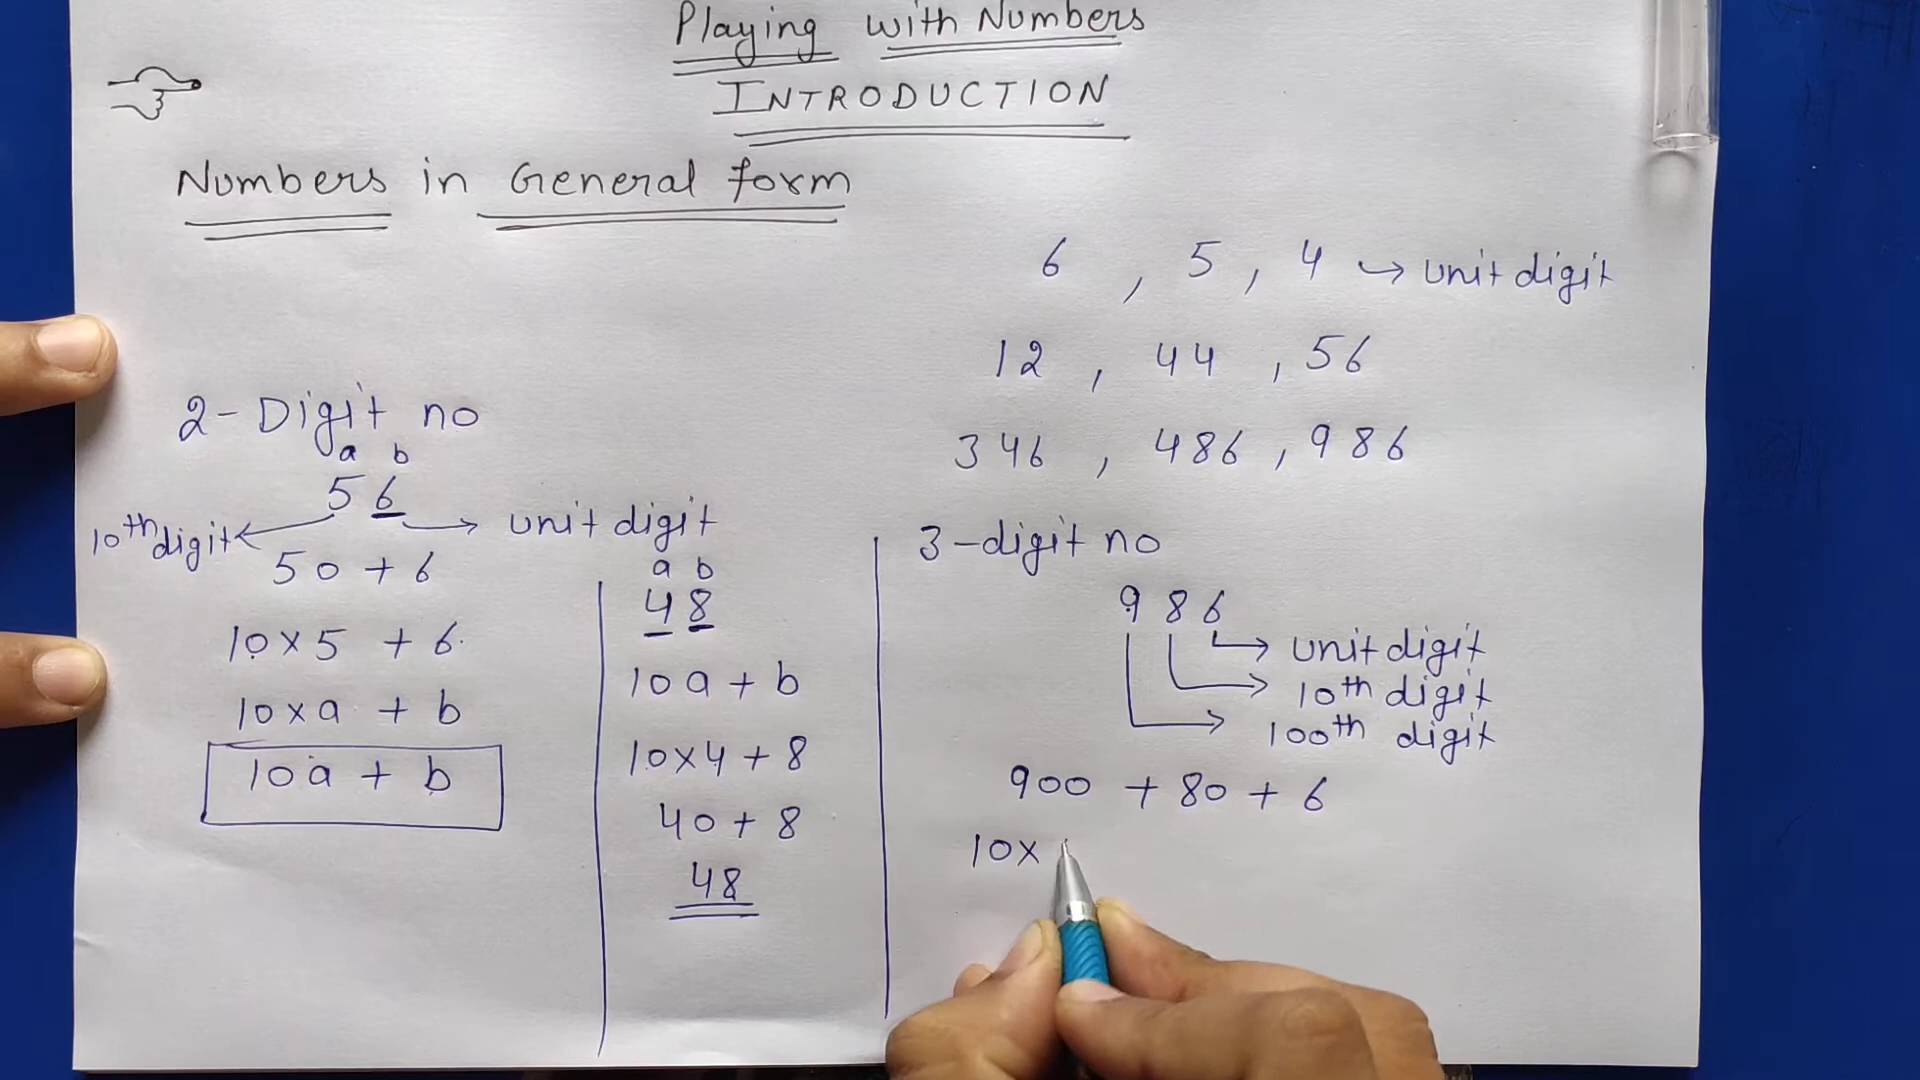 Playing with Numbers
INTRODUCTION
Numbers in General form
6 , 5 , 4 → unit digit
12 , 44 , 56
346 , 486 , 986
2-Digit no
a b
56
10th digit ← → unit digit
50 + 6
10×5 + 6
10×a + b
10a + b
a b
48
10a + b
10×4 + 8
40 + 8
48
3-digit no
986
→ unit digit
→ 10th digit
→ 100th digit
900 + 80 + 6
10×